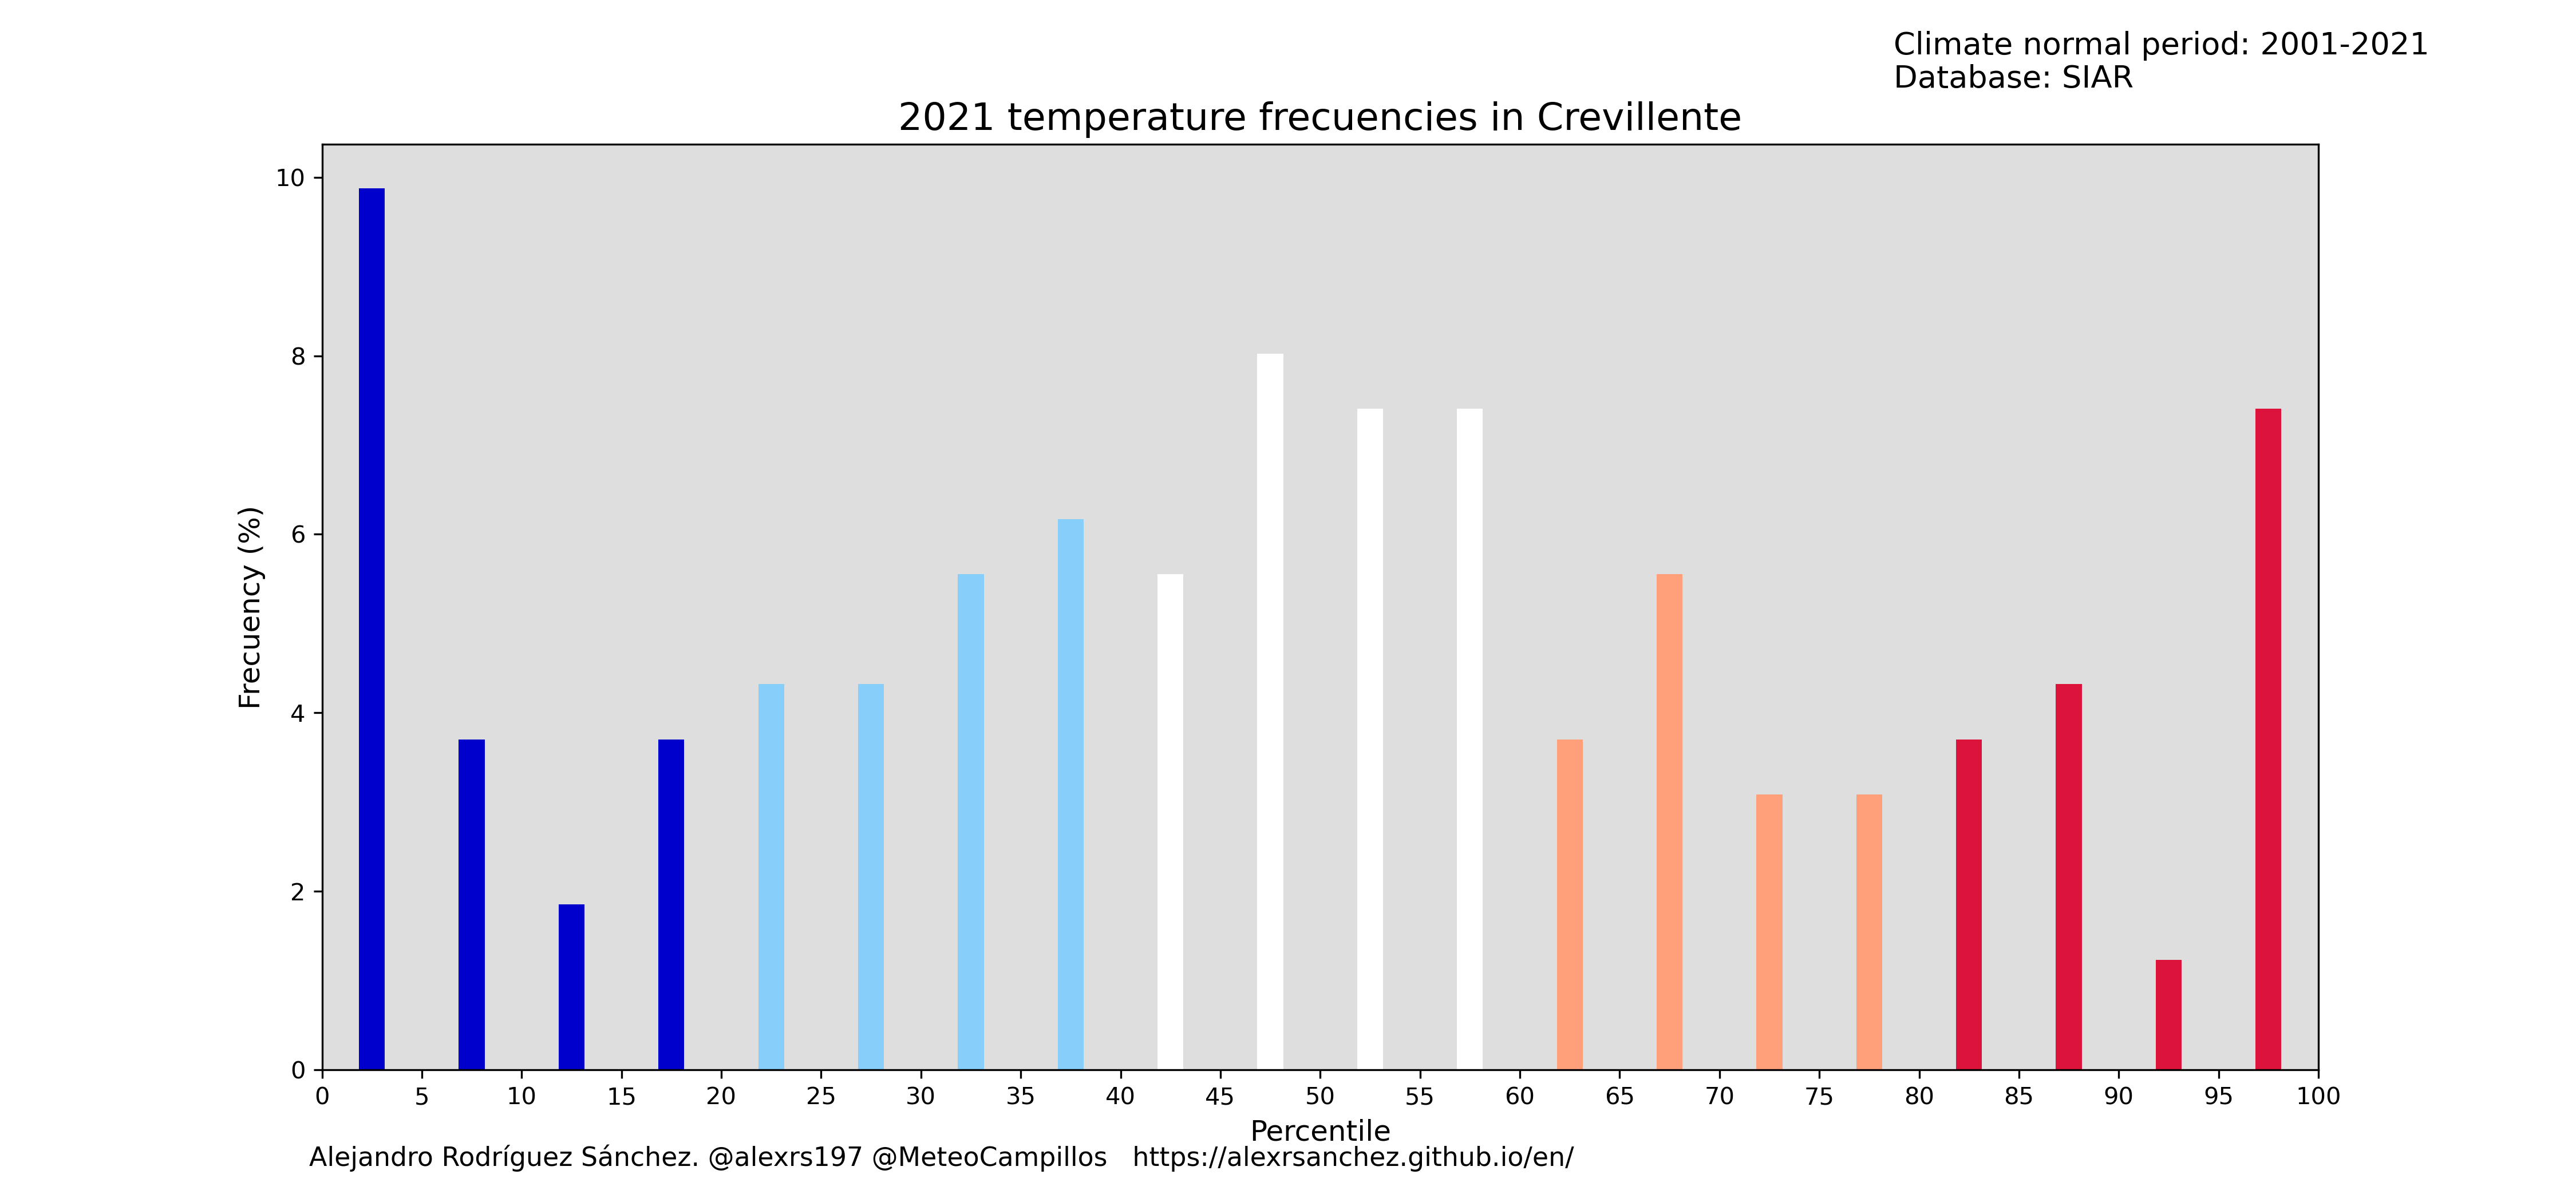 Climate normal period: 2001-2021
Database: SIAR
2021 temperature frecuencies in Crevillente
Frecuency (%)
10
8
6
4
2
0
0 5 10 15 20 25 30 35 40 45 50 55 60 65 70 75 80 85 90 95 100
Percentile
Alejandro Rodríguez Sánchez. @alexrs197 @MeteoCampillos https://alexrsanchez.github.io/en/